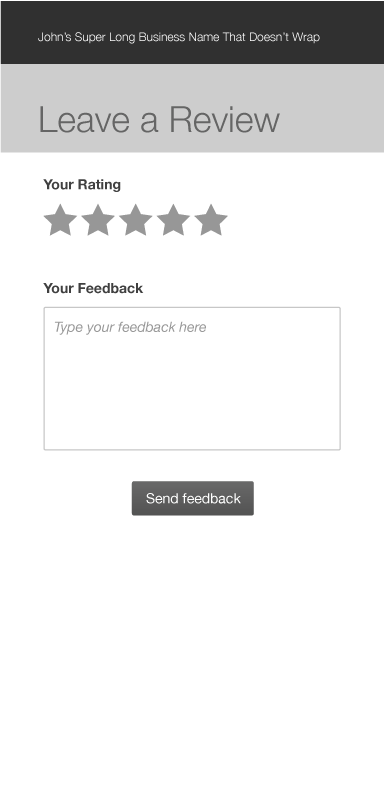 John’s Super Long Business Name That Doesn’t Wrap
Leave a Review
Your Rating
Your Feedback
Type your feedback here
Send feedback